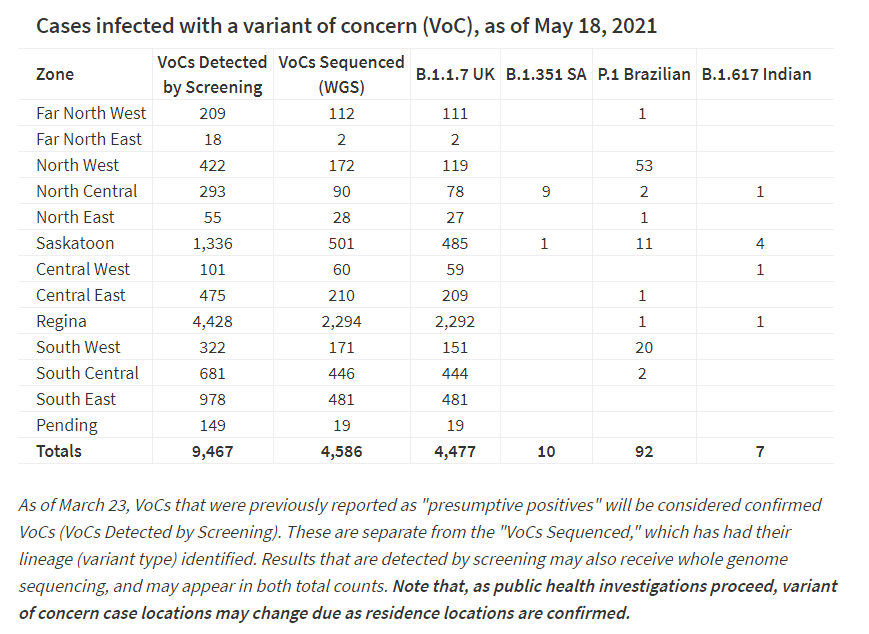 Cases infected with a variant of concern (VoC), as of May 18, 2021
Zone VoCs Detected by Screening VoCs Sequenced (WGS) B.1.1.7 UK B.1.351 SA P.1 Brazilian B.1.617 Indian
Far North West 209 112 111 1
Far North East 18 2 2
North West 422 172 119 53
North Central 293 90 78 9 2 1
North East 55 28 27 1
Saskatoon 1,336 501 485 1 11 4
Central West 101 60 59 1
Central East 475 210 209 1
Regina 4,428 2,294 2,292 1 1
South West 322 171 151 20
South Central 681 446 444 2
South East 978 481 481
Pending 149 19 19
Totals 9,467 4,586 4,477 10 92 7
As of March 23, VoCs that were previously reported as "presumptive positives" will be considered confirmed
VoCs (VoCs Detected by Screening). These are separate from the "VoCs Sequenced," which has had their
lineage (variant type) identified. Results that are detected by screening may also receive whole genome
sequencing, and may appear in both total counts. Note that, as public health investigations proceed, variant
of concern case locations may change due as residence locations are confirmed.